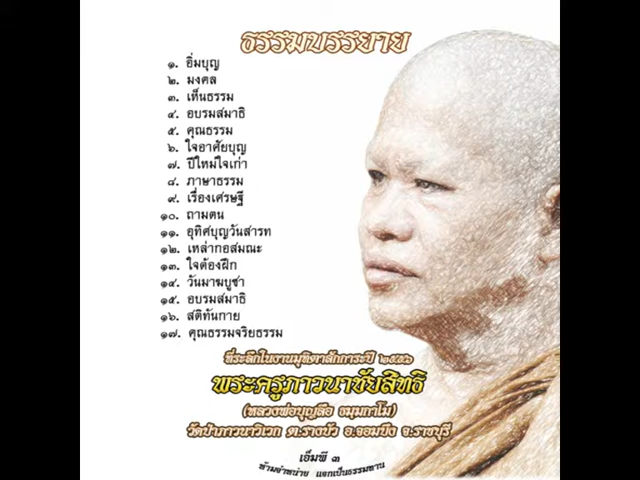 ธรรมบรรยาย
๑. อิ่มบุญ
๒. มงคล
๓. เห็นธรรม
๔. อบรมสมาธิ
๕. คุณธรรม
๖. ใจอาศัยบุญ
๗. ปีใหม่ใจเก่า
๘. ภาษาธรรม
๙. เรื่องเศรษฐี
๑๐. ถามตน
๑๑. อุทิศบุญวันสารท
๑๒. เหล่ากอสมณะ
๑๓. ใจต้องฝึก
๑๔. วันมาฆบูชา
๑๕. อบรมสมาธิ
๑๖. สติทันกาย
๑๗. คุณธรรมจริยธรรม
ที่ระลึกในงานมุทิตาสักการะปี ๒๕๕๖
พระครูภาวนาชัยสิทธิ์
(หลวงพ่อบุญลือ ธมฺมกาโม)
วัดป่าภาวนาวิเวก ต.รางบัว อ.จอมบึง จ.ราชบุรี
เอ็มพี ๓
ห้ามจำหน่าย แจกเป็นธรรมทาน